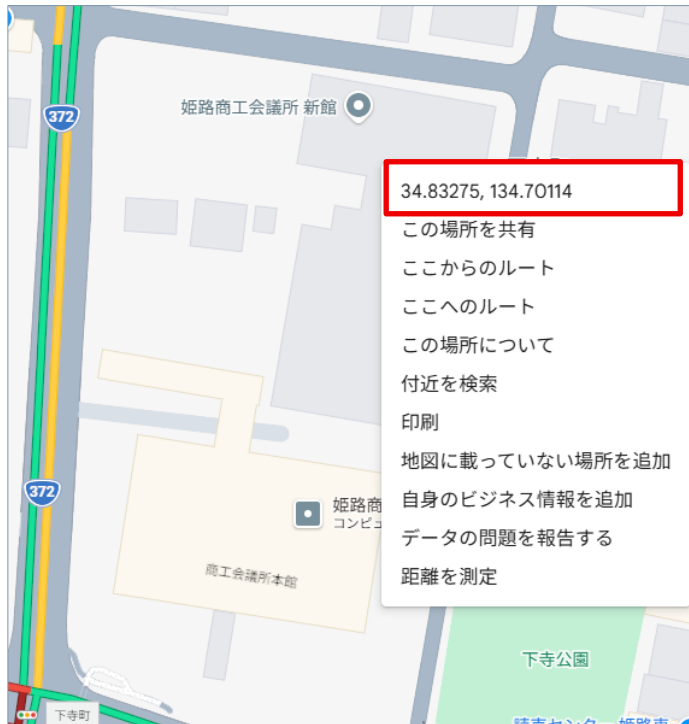 372
姫路商工会議所 新館
34.83275, 134.70114
この場所を共有
ここからのルート
ここへのルート
この場所について
付近を検索
印刷
地図に載っていない場所を追加
自身のビジネス情報を追加
データの問題を報告する
距離を測定
372
姫路商
コンピュ
商工会議所本館
下寺公園
下寺町